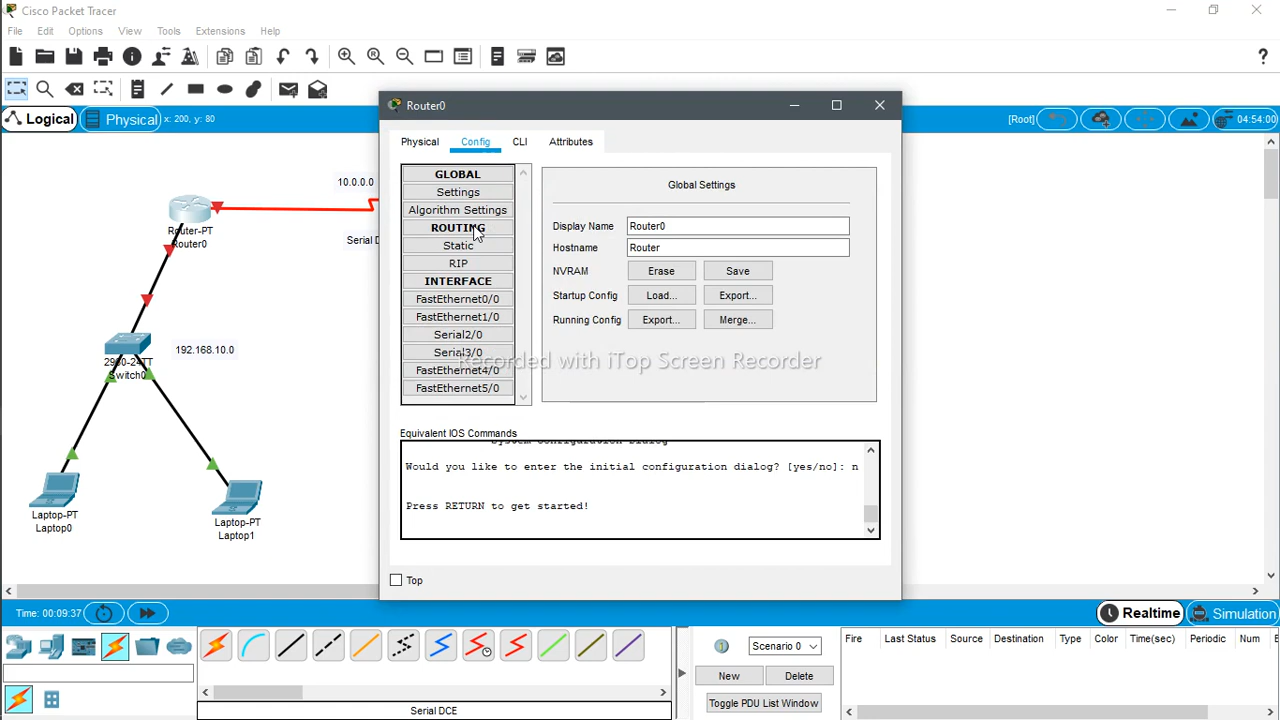 Cisco Packet Tracer
File Edit Options View Tools Extensions Help
?
Logical Physical x: 200, y: 80
[Root] 04:54:00
10.0.0.0
Router-PT
Router0
Serial D
192.168.10.0
2960-24TT
Switch0
Laptop-PT
Laptop0
Laptop-PT
Laptop1
Router0
Physical Config CLI Attributes
GLOBAL
Settings
Algorithm Settings
ROUTING
Static
RIP
INTERFACE
FastEthernet0/0
FastEthernet1/0
Serial2/0
Serial3/0
FastEthernet4/0
FastEthernet5/0
Global Settings
Display Name Router0
Hostname Router
NVRAM Erase Save
Startup Config Load... Export...
Running Config Export... Merge...
Recorded with iTop Screen Recorder
Equivalent IOS Commands
System Configuration Dialog
Would you like to enter the initial configuration dialog? [yes/no]: n
Press RETURN to get started!
Top
Time: 00:09:37
Realtime Simulation
Scenario 0
New Delete
Toggle PDU List Window
Fire Last Status Source Destination Type Color Time(sec) Periodic Num E
Serial DCE